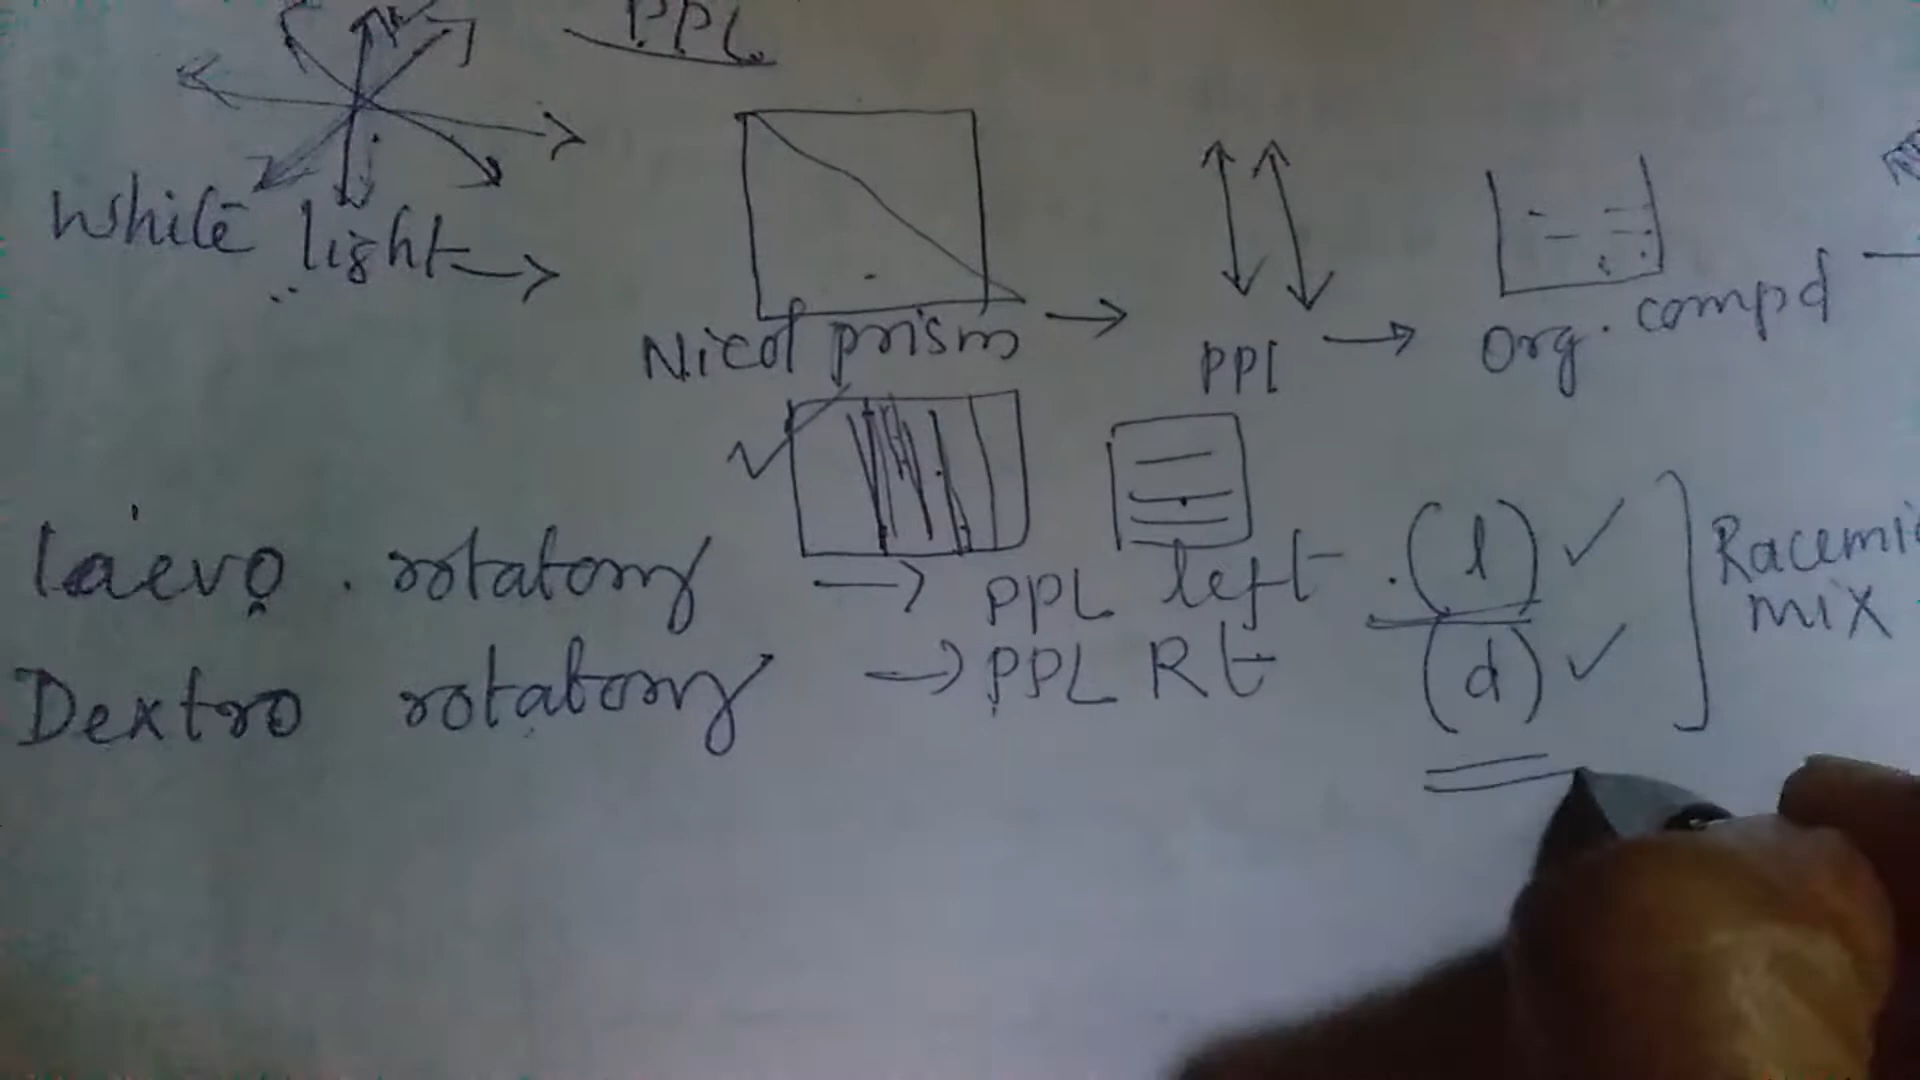 PPL
White light →
Nicol prism →
PPl →
Org. compd
laevo rotatory → PPL left (l) ✓
Dextro rotatory → PPL Rt (d) ✓
Racemi
mix